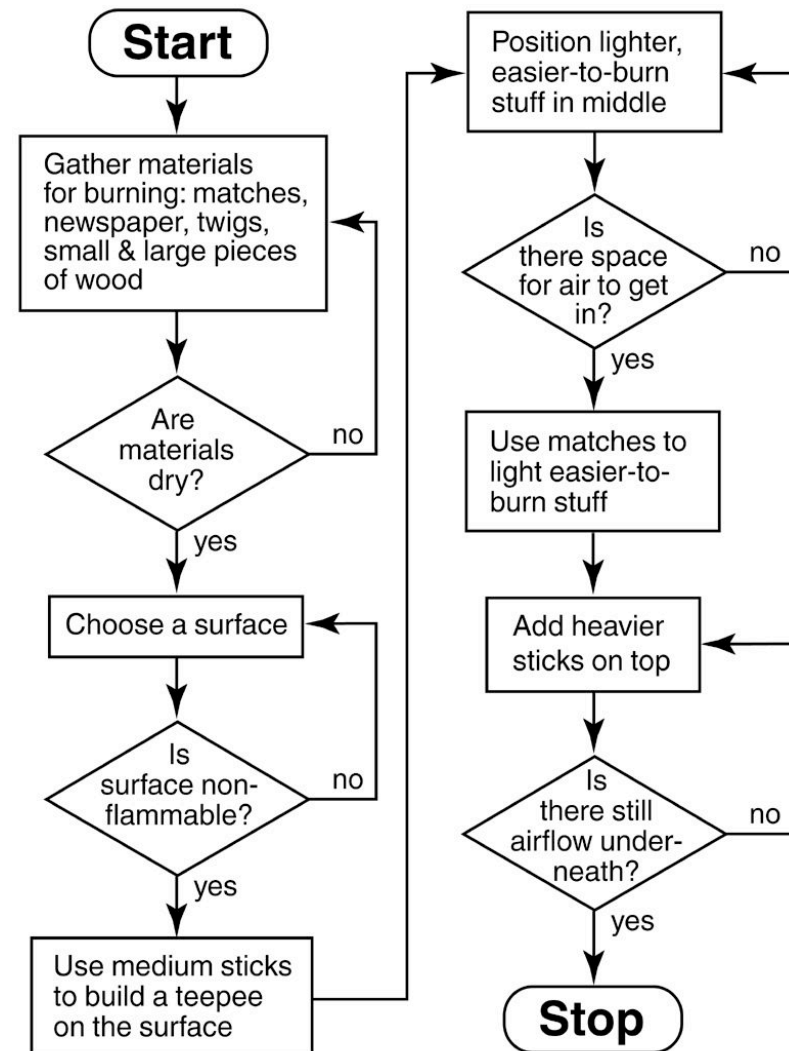 Start
Gather materials
for burning: matches,
newspaper, twigs,
small & large pieces
of wood
Are
materials
dry?
no
yes
Choose a surface
Is
surface non-
flammable?
no
yes
Use medium sticks
to build a teepee
on the surface
Position lighter,
easier-to-burn
stuff in middle
Is
there space
for air to get
in?
no
yes
Use matches to
light easier-to-
burn stuff
Add heavier
sticks on top
Is
there still
airflow under-
neath?
no
yes
Stop